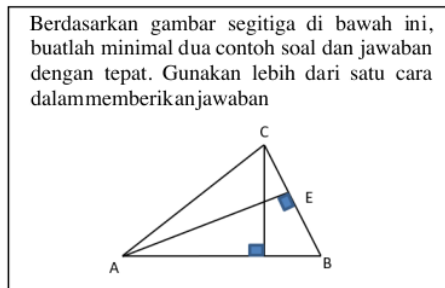 Berdasarkan gambar segitiga di bawah ini,
buatlah minimal dua contoh soal dan jawaban
dengan tepat. Gunakan lebih dari satu cara
dalammemberikanjawaban
C
E
A
B